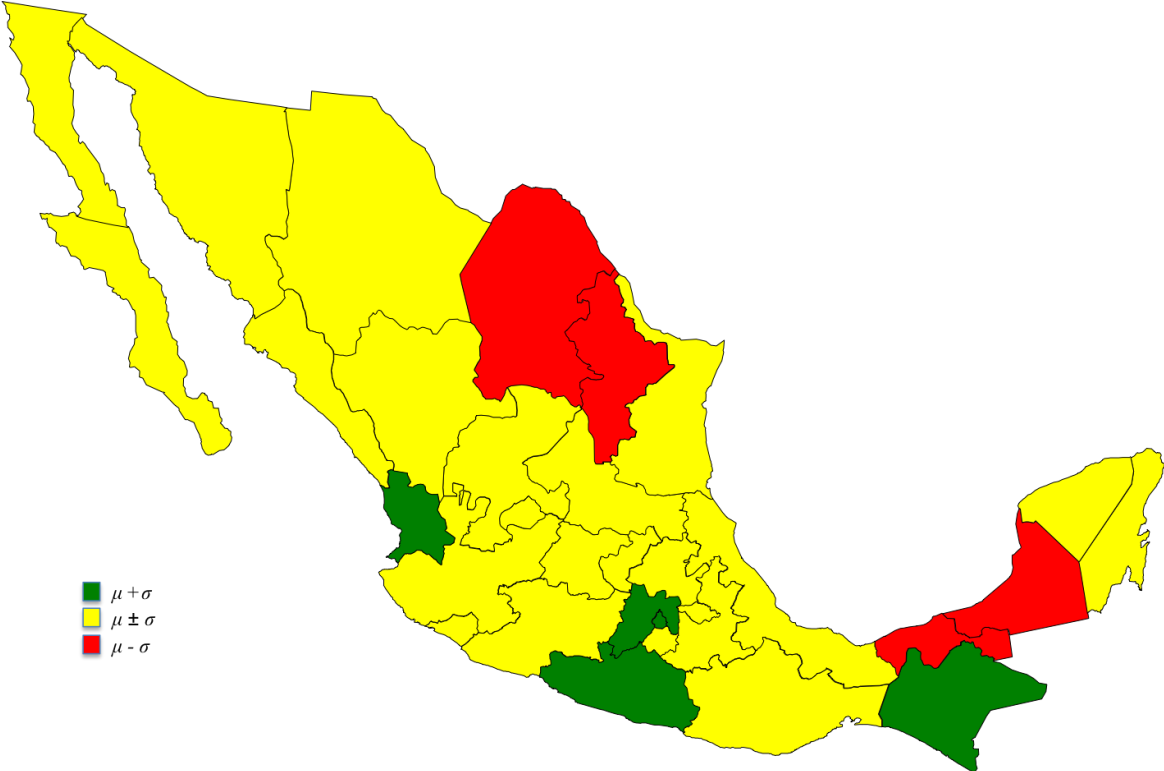 μ + σ
μ ± σ
μ - σ